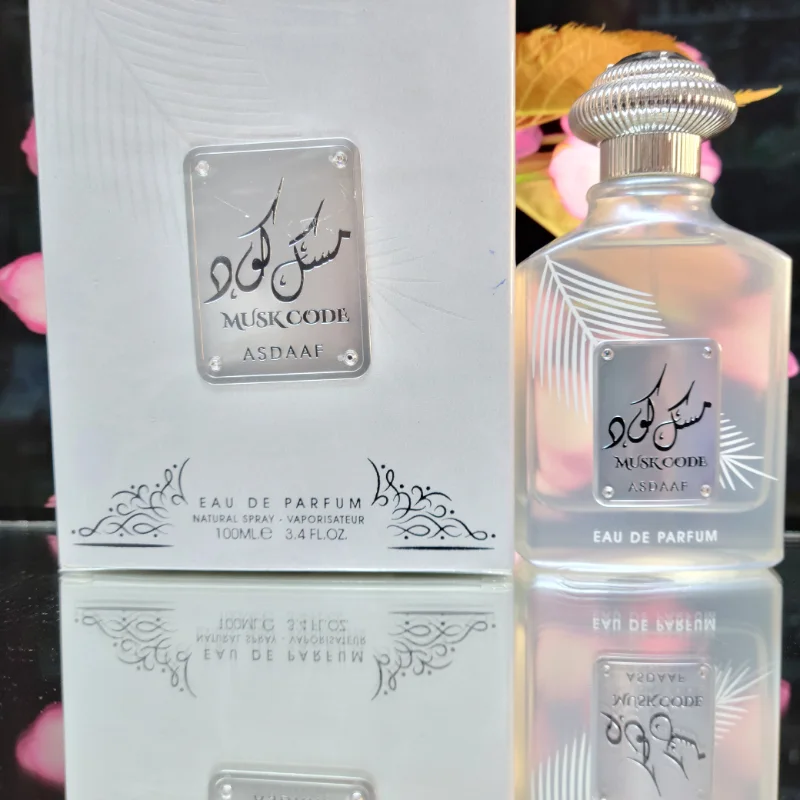 مسك كود
MUSK CODE
ASDAAF
EAU DE PARFUM
NATURAL SPRAY - VAPORISATEUR
100ML e 3.4 FL.OZ.
مسك كود
MUSK CODE
ASDAAF
EAU DE PARFUM